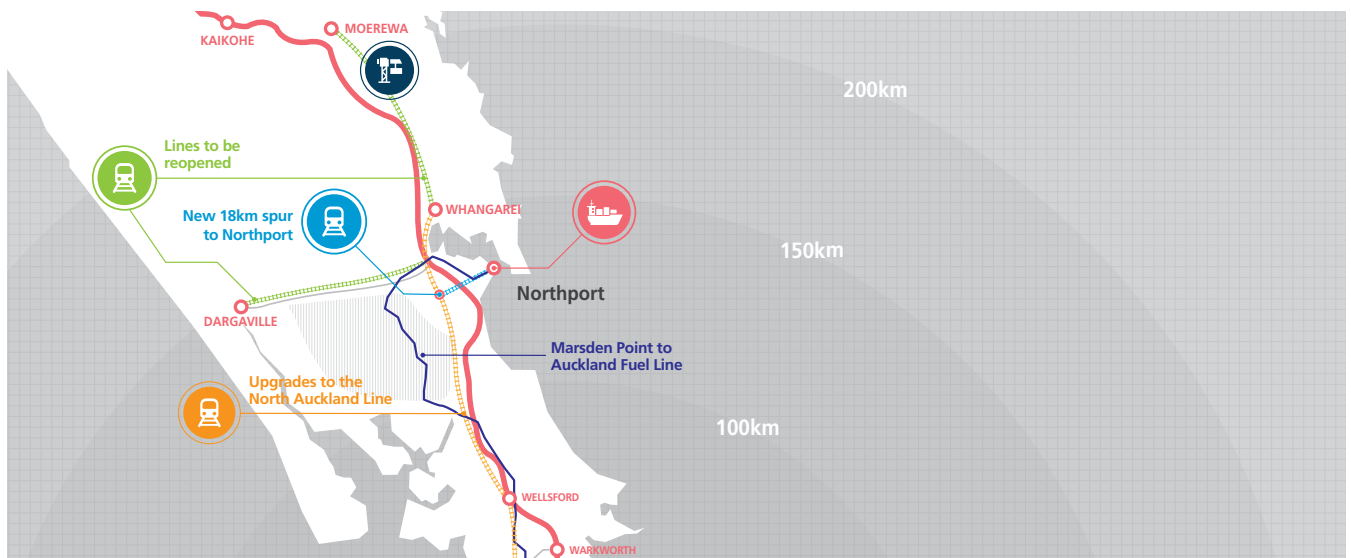 MOEREWA
KAIKOHE
200km
Lines to be
reopened
New 18km spur
to Northport
WHANGAREI
150km
Northport
DARGAVILLE
Marsden Point to
Auckland Fuel Line
Upgrades to the
North Auckland Line
100km
WELLSFORD
WARKWORTH